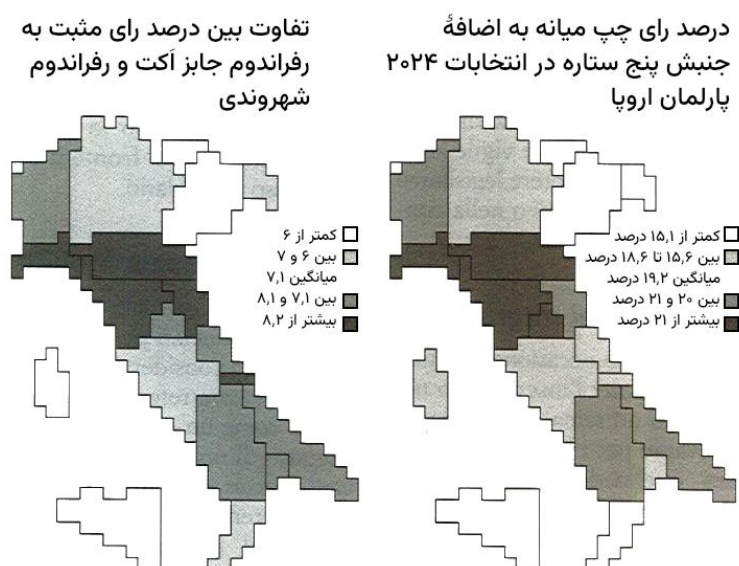 درصد رای چپ میانه به اضافهٔ
جنبش پنج ستاره در انتخابات ۲۰۲۴
پارلمان اروپا
کمتر از ۱۵,۱ درصد
بین ۱۵,۶ تا ۱۸,۶ درصد
میانگین ۱۹,۲ درصد
بین ۲۰ و ۲۱ درصد
بیشتر از ۲۱ درصد
تفاوت بین درصد رای مثبت به
رفراندوم جابز اَکت و رفراندوم
شهروندی
کمتر از ۶
بین ۶ و ۷
میانگین ۷,۱
بین ۷,۱ و ۸,۱
بیشتر از ۸,۲